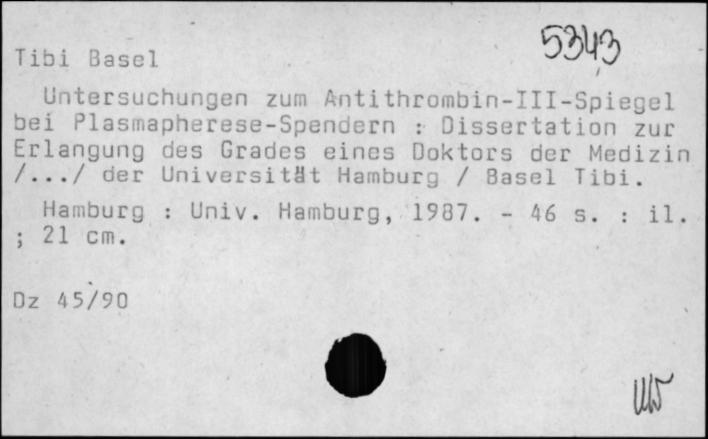 5343
Tibi Basel
Untersuchungen zum Antithrombin-III-Spiegel
bei Plasmapherese-Spendern : Dissertation zur
Erlangung des Grades eines Doktors der Medizin
/.../ der Universität Hamburg / Basel Tibi.
Hamburg : Univ. Hamburg, 1987. - 46 s. : il.
; 21 cm.
Dz 45/90